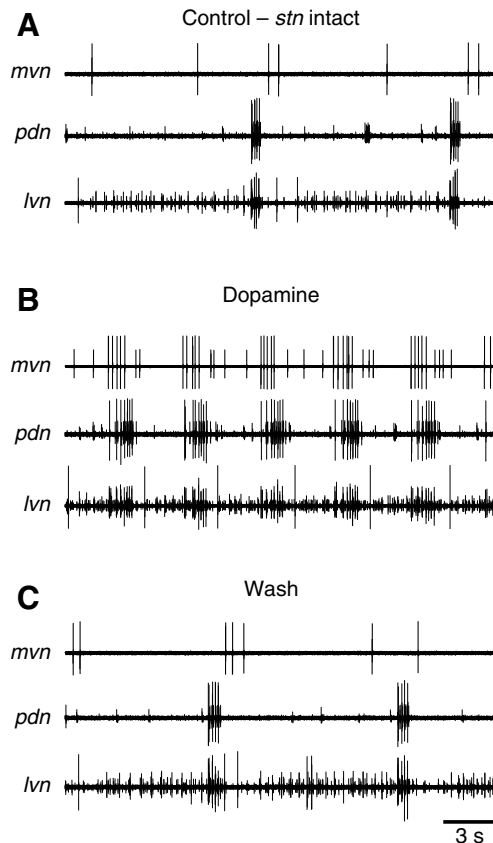 A
Control – stn intact
mvn
pdn
lvn
B
Dopamine
mvn
pdn
lvn
C
Wash
mvn
pdn
lvn
3 s